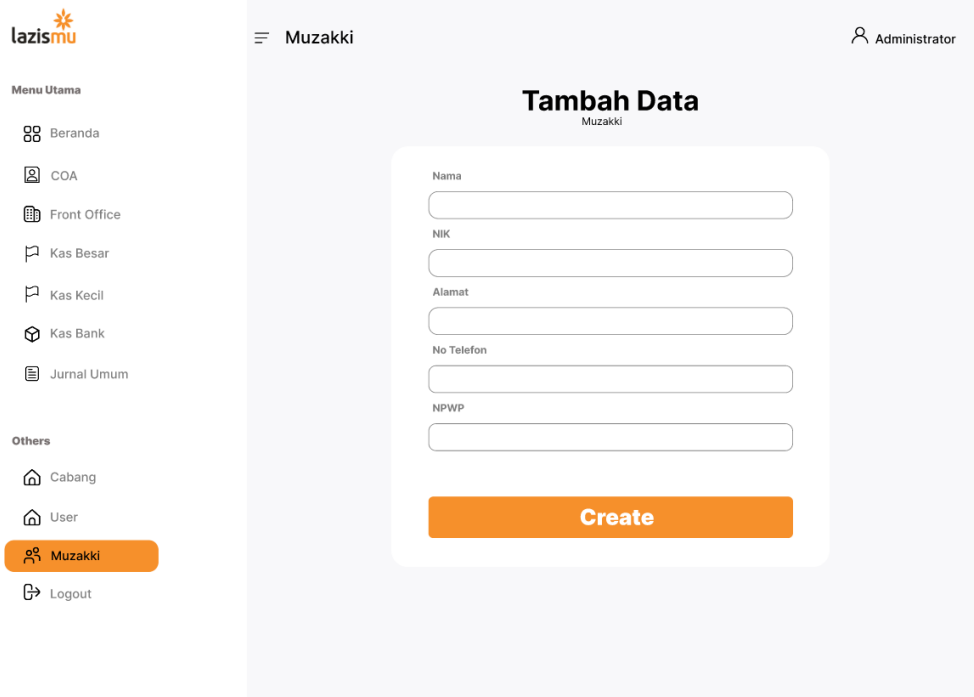 lazismu
Muzakki
Administrator
Menu Utama
Beranda
COA
Front Office
Kas Besar
Kas Kecil
Kas Bank
Jurnal Umum
Others
Cabang
User
Muzakki
Logout
Tambah Data
Muzakki
Nama
NIK
Alamat
No Telefon
NPWP
Create